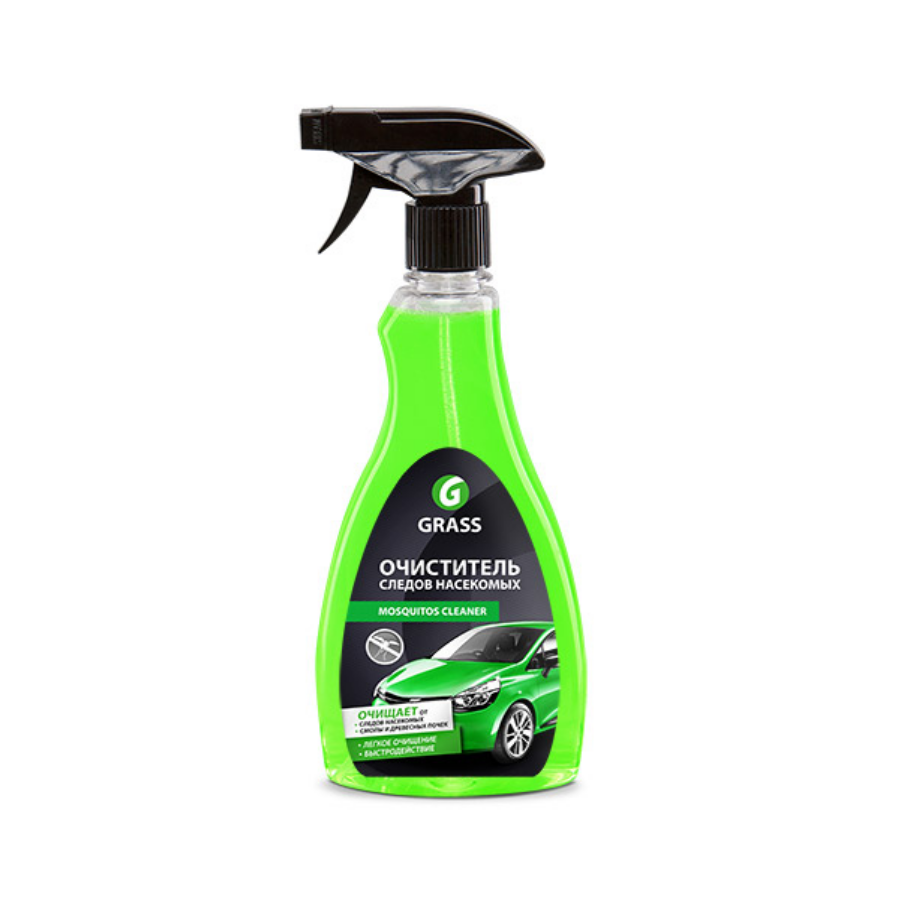 GRASS
ОЧИСТИТЕЛЬ
СЛЕДОВ НАСЕКОМЫХ
MOSQUITOS CLEANER
ОЧИЩАЕТ от
• СЛЕДОВ НАСЕКОМЫХ
• СМОЛЫ И ДРЕВЕСНЫХ ПОЧЕК
• ЛЕГКОЕ ОЧИЩЕНИЕ
• БЫСТРОДЕЙСТВИЕ